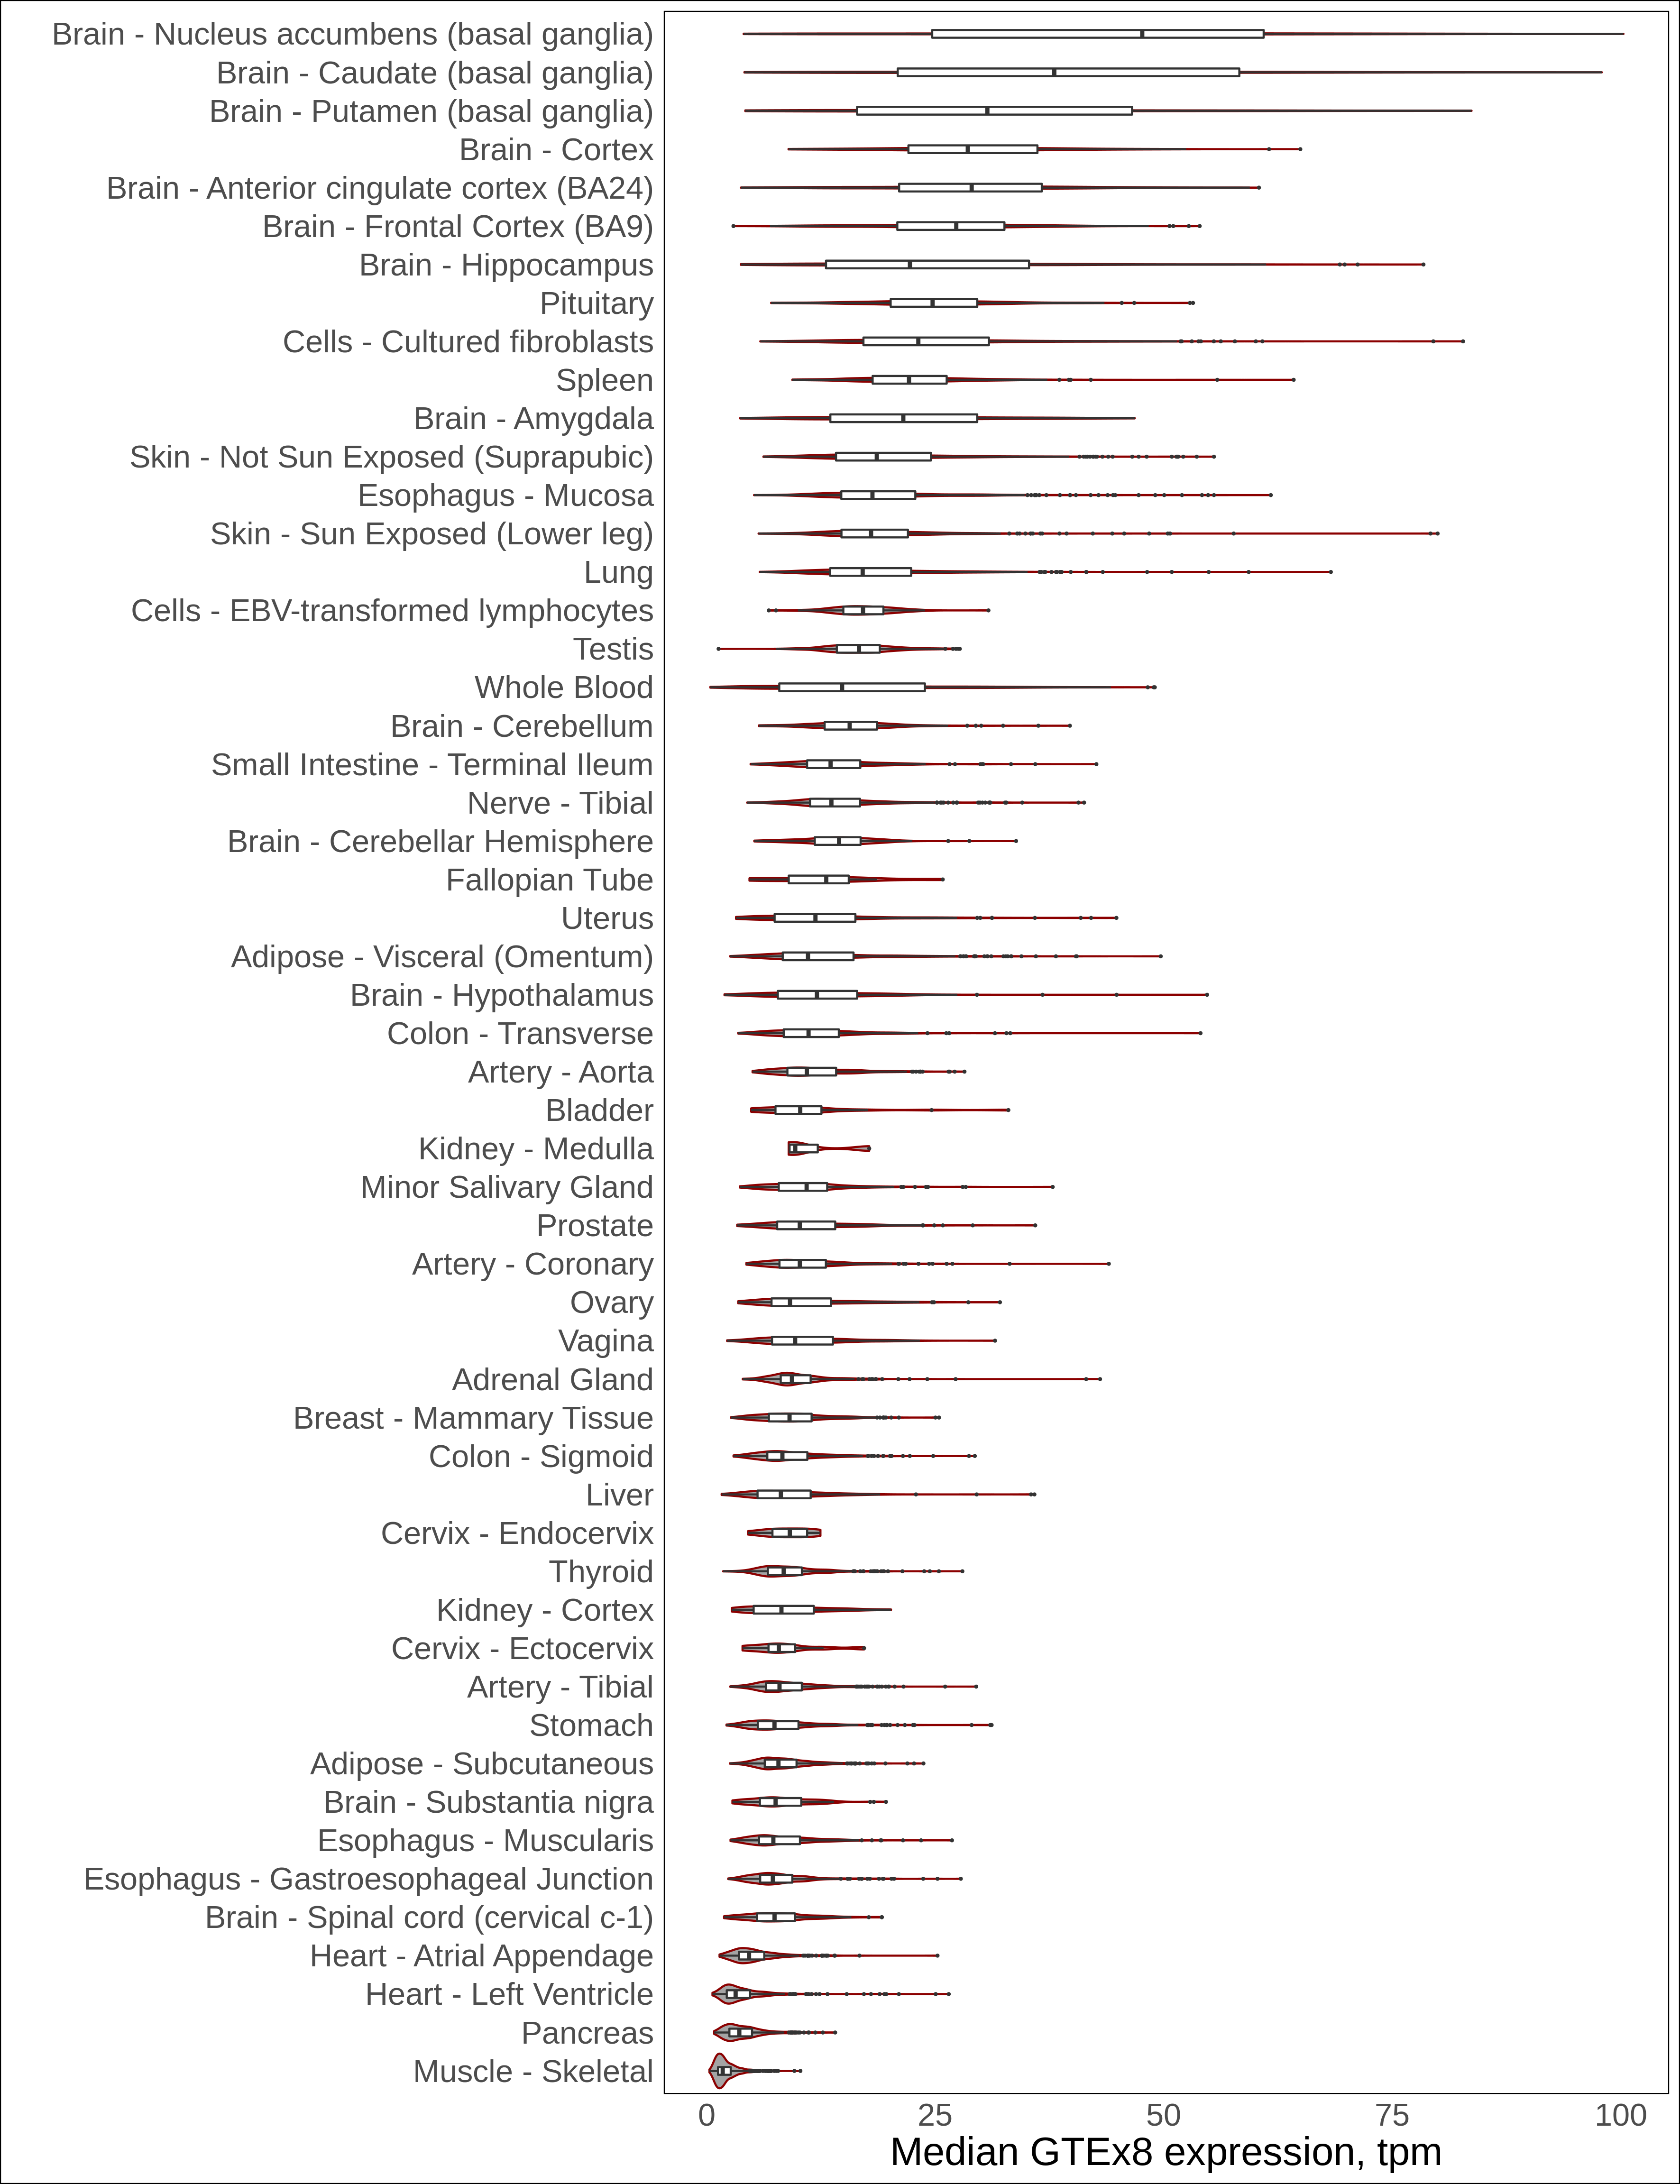 Brain - Nucleus accumbens (basal ganglia)
Brain - Caudate (basal ganglia)
Brain - Putamen (basal ganglia)
Brain - Cortex
Brain - Anterior cingulate cortex (BA24)
Brain - Frontal Cortex (BA9)
Brain - Hippocampus
Pituitary
Cells - Cultured fibroblasts
Spleen
Brain - Amygdala
Skin - Not Sun Exposed (Suprapubic)
Esophagus - Mucosa
Skin - Sun Exposed (Lower leg)
Lung
Cells - EBV-transformed lymphocytes
Testis
Whole Blood
Brain - Cerebellum
Small Intestine - Terminal Ileum
Nerve - Tibial
Brain - Cerebellar Hemisphere
Fallopian Tube
Uterus
Adipose - Visceral (Omentum)
Brain - Hypothalamus
Colon - Transverse
Artery - Aorta
Bladder
Kidney - Medulla
Minor Salivary Gland
Prostate
Artery - Coronary
Ovary
Vagina
Adrenal Gland
Breast - Mammary Tissue
Colon - Sigmoid
Liver
Cervix - Endocervix
Thyroid
Kidney - Cortex
Cervix - Ectocervix
Artery - Tibial
Stomach
Adipose - Subcutaneous
Brain - Substantia nigra
Esophagus - Muscularis
Esophagus - Gastroesophageal Junction
Brain - Spinal cord (cervical c-1)
Heart - Atrial Appendage
Heart - Left Ventricle
Pancreas
Muscle - Skeletal
0 25 50 75 100
Median GTEx8 expression, tpm